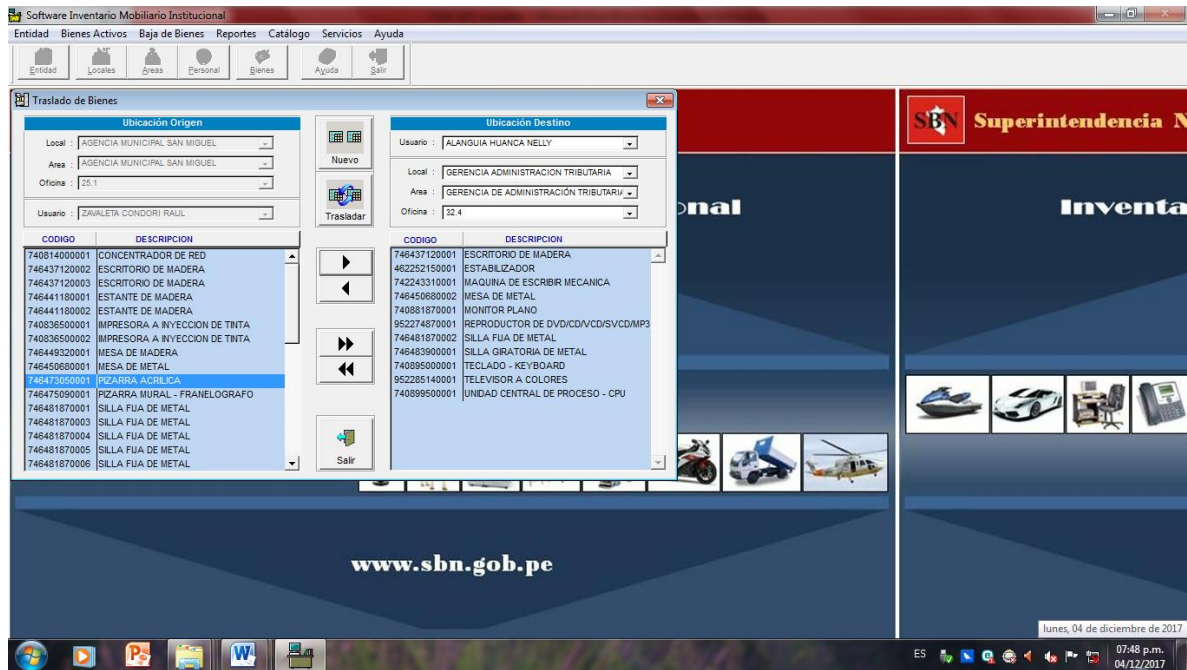 Software Inventario Mobiliario Institucional
Entidad Bienes Activos Baja de Bienes Reportes Catálogo Servicios Ayuda
Entidad Locales Areas Personal Bienes Ayuda Salir
Traslado de Bienes
Ubicación Origen
Local : AGENCIA MUNICIPAL SAN MIGUEL
Area : AGENCIA MUNICIPAL SAN MIGUEL
Oficina : 25.1
Usuario : ZAVALETA CONDORI RAUL
CODIGO DESCRIPCION
740814000001 CONCENTRADOR DE RED
746437120002 ESCRITORIO DE MADERA
746437120003 ESCRITORIO DE MADERA
746441180001 ESTANTE DE MADERA
746441180002 ESTANTE DE MADERA
740836500001 IMPRESORA A INYECCION DE TINTA
740836500002 IMPRESORA A INYECCION DE TINTA
746449320001 MESA DE MADERA
746450680001 MESA DE METAL
746473050001 PIZARRA ACRILICA
746475090001 PIZARRA MURAL - FRANELOGRAFO
746481870001 SILLA FIJA DE METAL
746481870003 SILLA FIJA DE METAL
746481870004 SILLA FIJA DE METAL
746481870005 SILLA FIJA DE METAL
746481870006 SILLA FIJA DE METAL
Nuevo
Trasladar
Salir
Ubicación Destino
Usuario : ALANGUIA HUANCA NELLY
Local : GERENCIA ADMINISTRACION TRIBUTARIA
Area : GERENCIA DE ADMINISTRACIÓN TRIBUTARIA
Oficina : 32.4
CODIGO DESCRIPCION
746437120001 ESCRITORIO DE MADERA
462252150001 ESTABILIZADOR
742243310001 MAQUINA DE ESCRIBIR MECANICA
746450680002 MESA DE METAL
740881870001 MONITOR PLANO
952274870001 REPRODUCTOR DE DVD/CD/VCD/SVCD/MP3
746481870002 SILLA FIJA DE METAL
746483900001 SILLA GIRATORIA DE METAL
740895000001 TECLADO - KEYBOARD
952285140001 TELEVISOR A COLORES
740899500001 UNIDAD CENTRAL DE PROCESO - CPU
SBN Superintendencia N
onal
Inventa
www.sbn.gob.pe
lunes, 04 de diciembre de 2017
ES 07:48 p.m.
04/12/2017